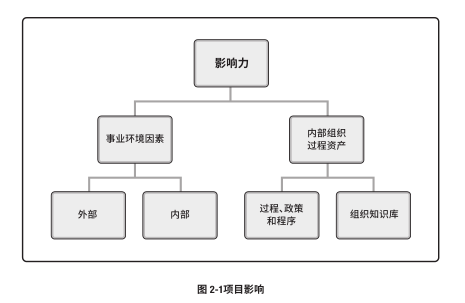 影响力
事业环境因素
内部组织
过程资产
外部
内部
过程、政策
和程序
组织知识库
图 2-1项目影响